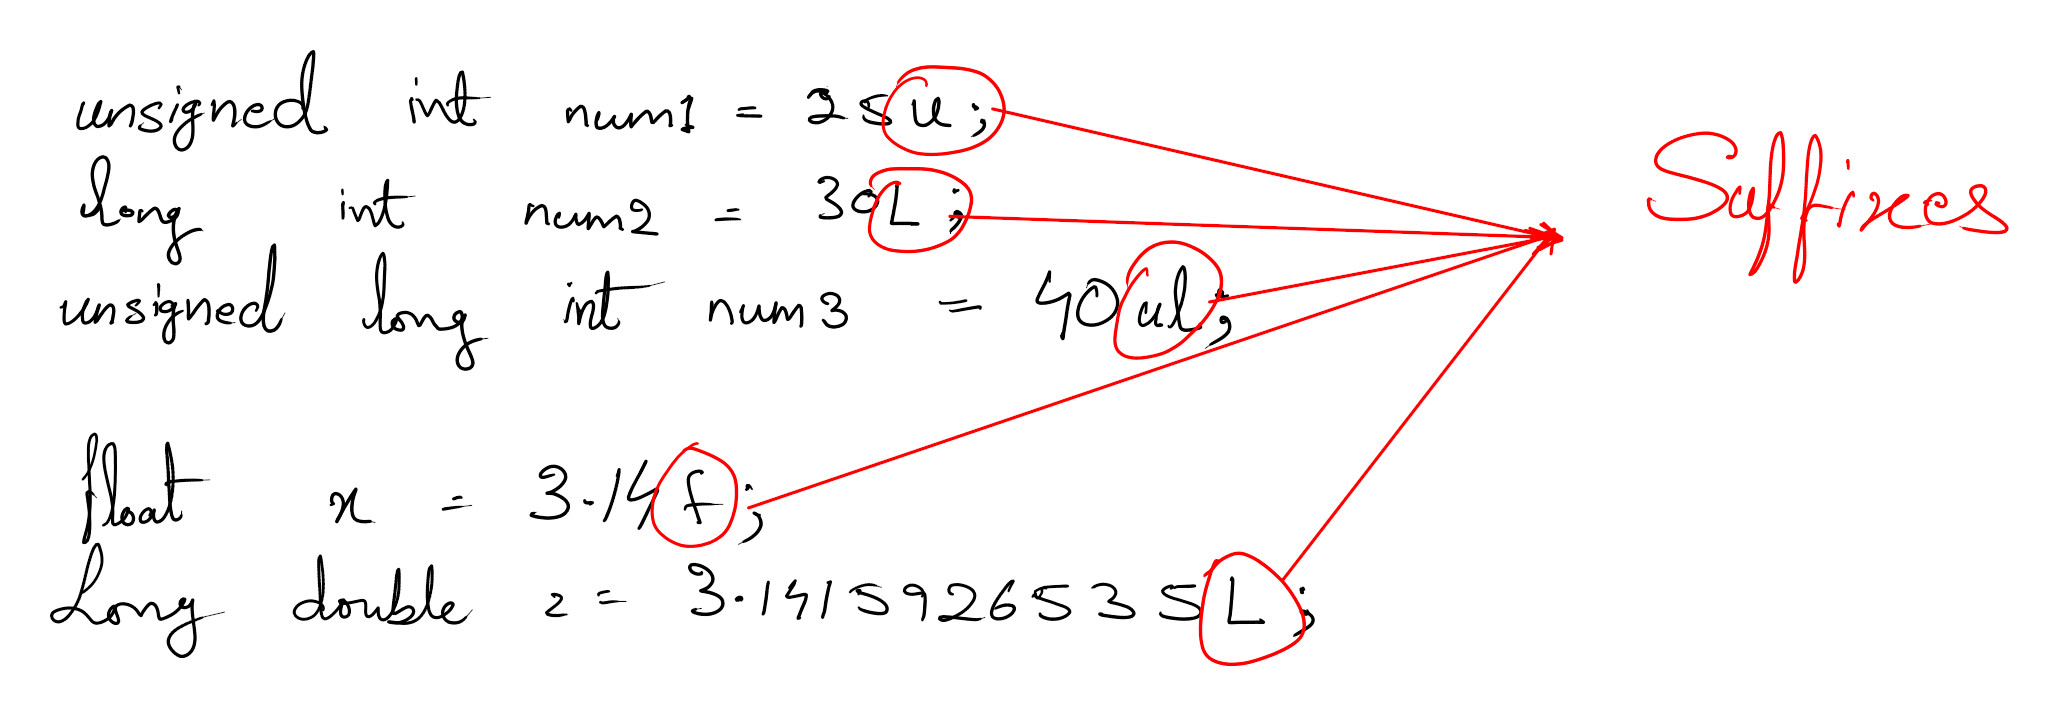 unsigned int num1 = 25u;
long int num2 = 30L;
unsigned long int num3 = 40ul;
float x = 3.14f;
Long double z = 3.1415926535L;
Suffixes